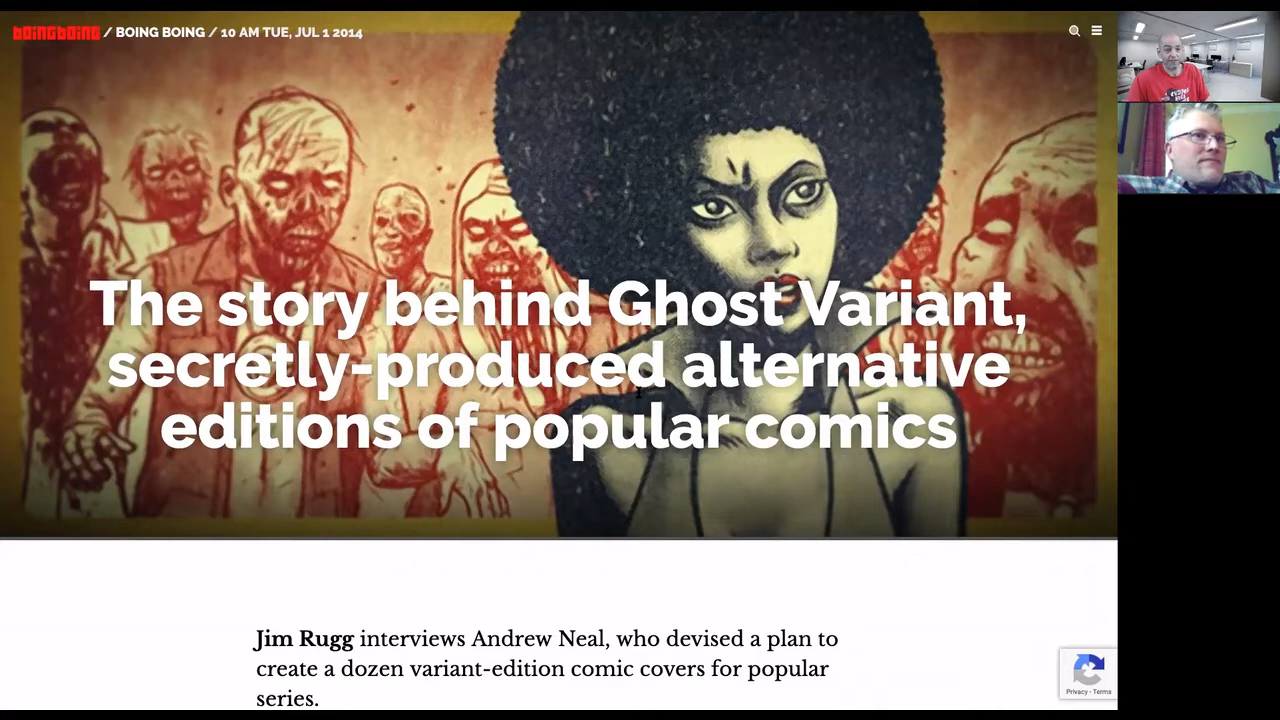 boingboing / BOING BOING / 10 AM TUE, JUL 1 2014
The story behind Ghost Variant,
secretly-produced alternative
editions of popular comics
Jim Rugg interviews Andrew Neal, who devised a plan to
create a dozen variant-edition comic covers for popular
series.
Privacy - Terms